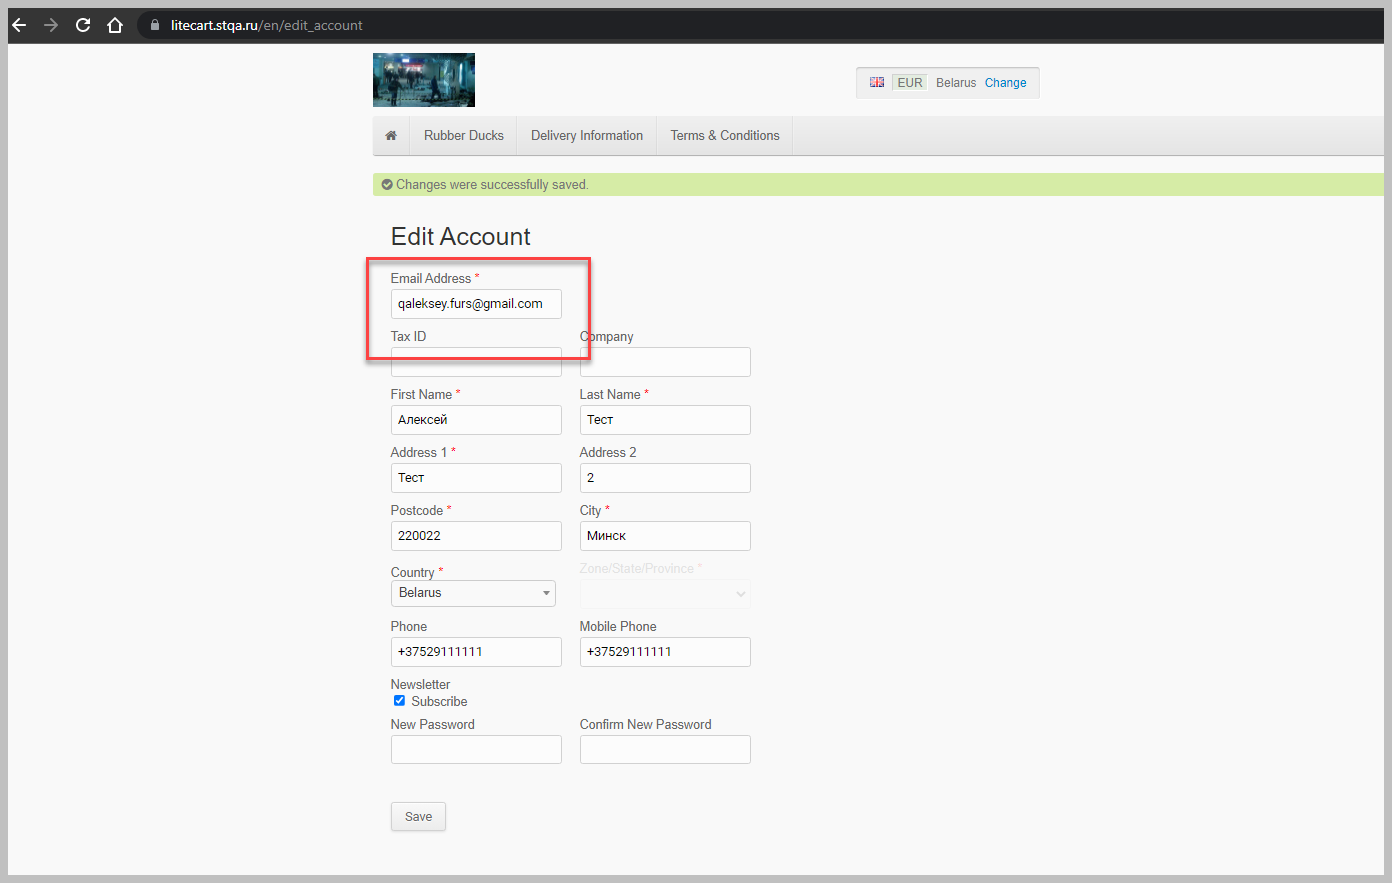 litecart.stqa.ru/en/edit_account
EUR Belarus Change
Rubber Ducks Delivery Information Terms & Conditions
Changes were successfully saved.
Edit Account
Email Address *
qaleksey.furs@gmail.com
Tax ID Company
First Name * Last Name *
Алексей Тест
Address 1 * Address 2
Тест 2
Postcode * City *
220022 Минск
Country * Zone/State/Province *
Belarus
Phone Mobile Phone
+37529111111 +37529111111
Newsletter
Subscribe
New Password Confirm New Password
Save